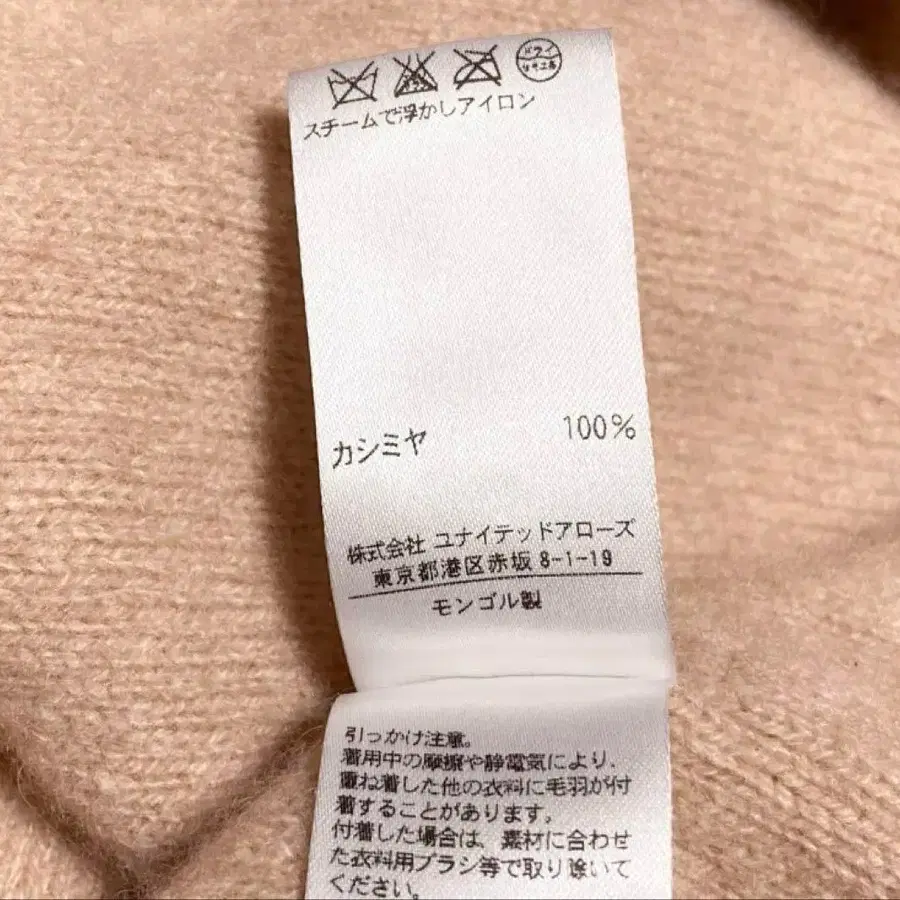 ドライ
スチームで浮かしアイロン
カシミヤ 100%
株式会社 ユナイテッドアローズ
東京都港区赤坂 8-1-19
モンゴル製
引っかけ注意。
着用中の摩擦や静電気により、
重ね着した他の衣料に毛羽が付
着することがあります。
付着した場合は、素材に合わせ
た衣料用ブラシ等で取り除いて
ください。